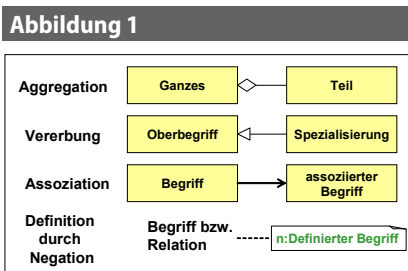 Abbildung 1
Aggregation Ganzes Teil
Vererbung Oberbegriff Spezialisierung
Assoziation Begriff assoziierter
Begriff
Definition
durch
Negation
Begriff bzw.
Relation
n:Definierter Begriff